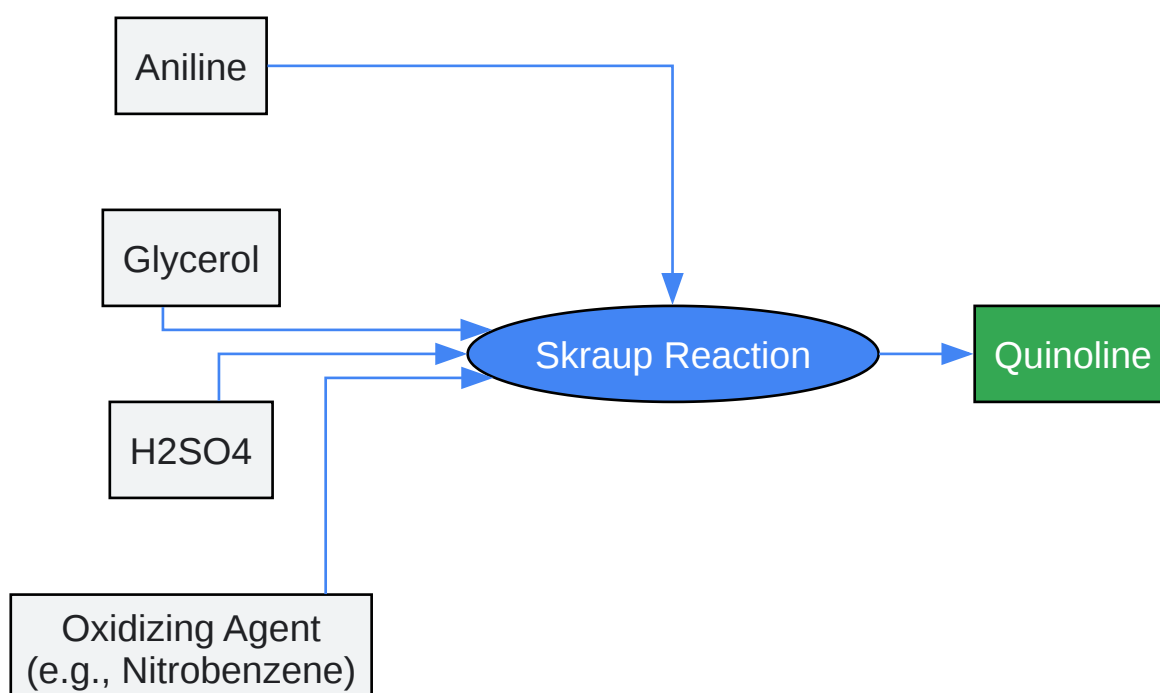 Aniline
Glycerol
Skraup Reaction
Quinoline
H2SO4
Oxidizing Agent
(e.g., Nitrobenzene)